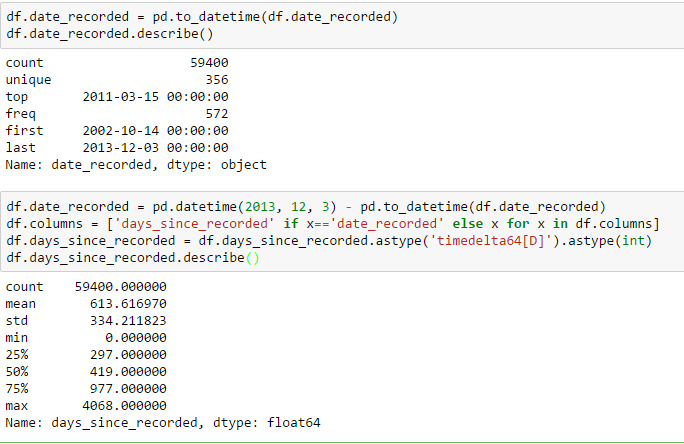 df.date_recorded = pd.to_datetime(df.date_recorded)
df.date_recorded.describe()
count                   59400
unique                    356
top       2011-03-15 00:00:00
freq                      572
first     2002-10-14 00:00:00
last      2013-12-03 00:00:00
Name: date_recorded, dtype: object
df.date_recorded = pd.datetime(2013, 12, 3) - pd.to_datetime(df.date_recorded)
df.columns = ['days_since_recorded' if x=='date_recorded' else x for x in df.columns]
df.days_since_recorded = df.days_since_recorded.astype('timedelta64[D]').astype(int)
df.days_since_recorded.describe()
count    59400.000000
mean       613.616970
std        334.211823
min          0.000000
25%        297.000000
50%        419.000000
75%        977.000000
max       4068.000000
Name: days_since_recorded, dtype: float64